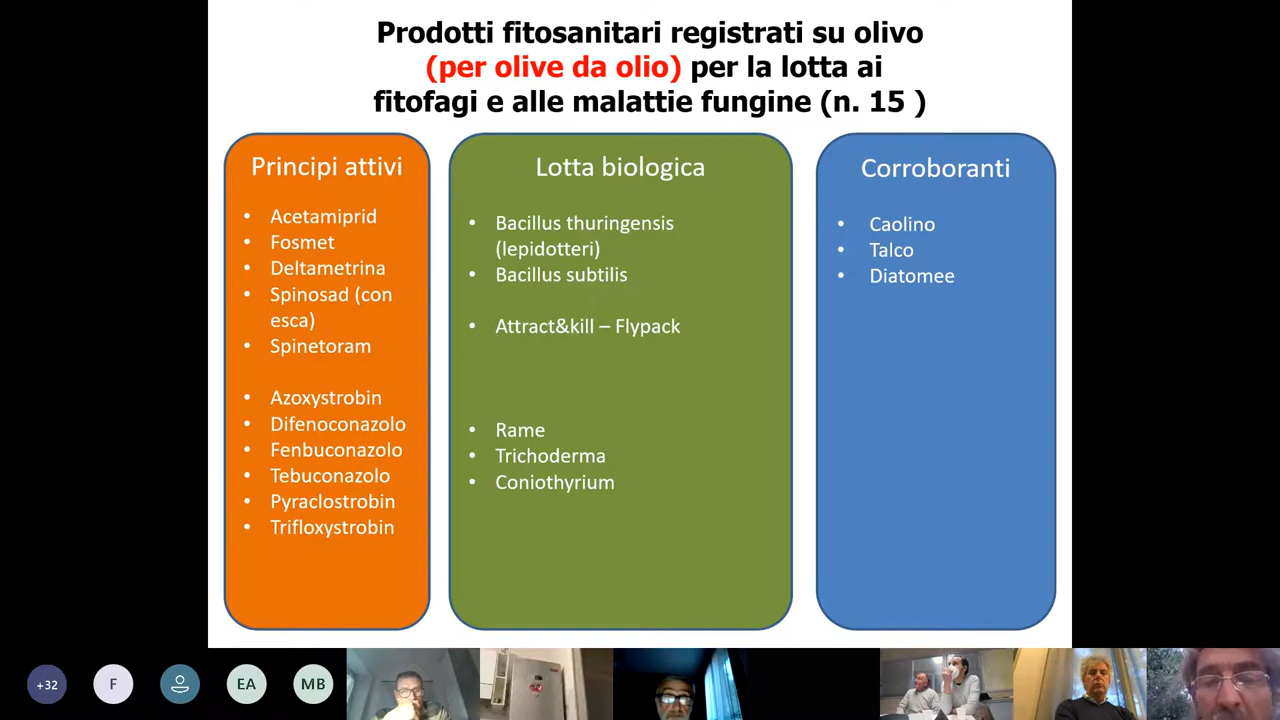 Prodotti fitosanitari registrati su olivo
(per olive da olio) per la lotta ai
fitofagi e alle malattie fungine (n. 15 )
Principi attivi
• Acetamiprid
• Fosmet
• Deltametrina
• Spinosad (con
esca)
• Spinetoram
• Azoxystrobin
• Difenoconazolo
• Fenbuconazolo
• Tebuconazolo
• Pyraclostrobin
• Trifloxystrobin
Lotta biologica
• Bacillus thuringensis
(lepidotteri)
• Bacillus subtilis
• Attract&kill – Flypack
• Rame
• Trichoderma
• Coniothyrium
Corroboranti
• Caolino
• Talco
• Diatomee
+32
F
EA
MB